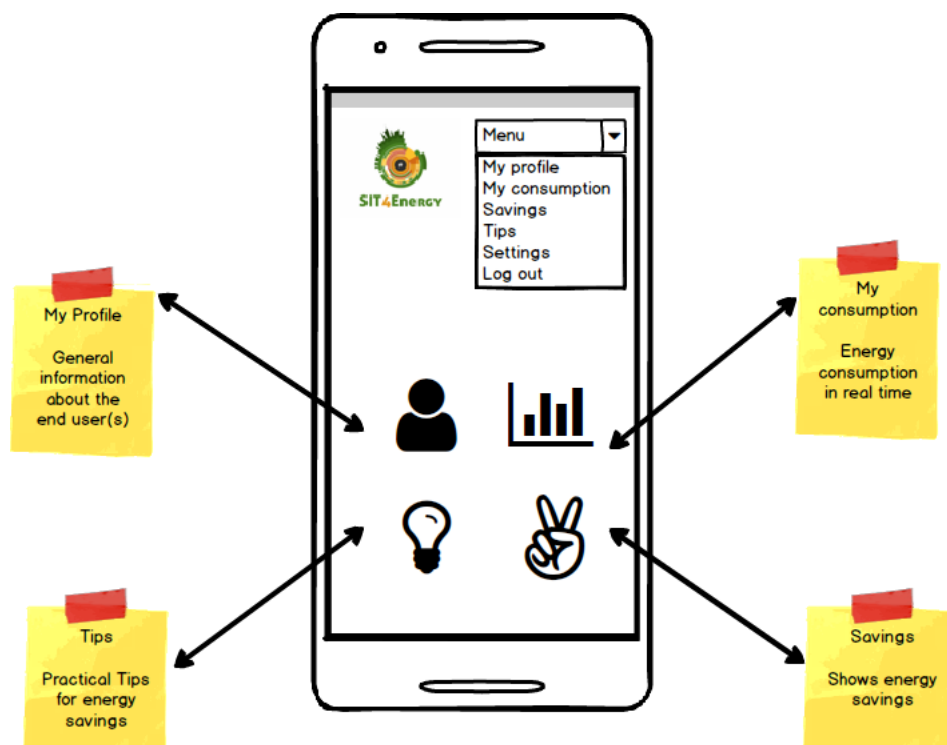 SIT4Energy
Menu
My profile
My consumption
Savings
Tips
Settings
Log out
My Profile
General
information
about the
end user(s)
My
consumption
Energy
consumption
in real time
Tips
Practical Tips
for energy
savings
Savings
Shows energy
savings